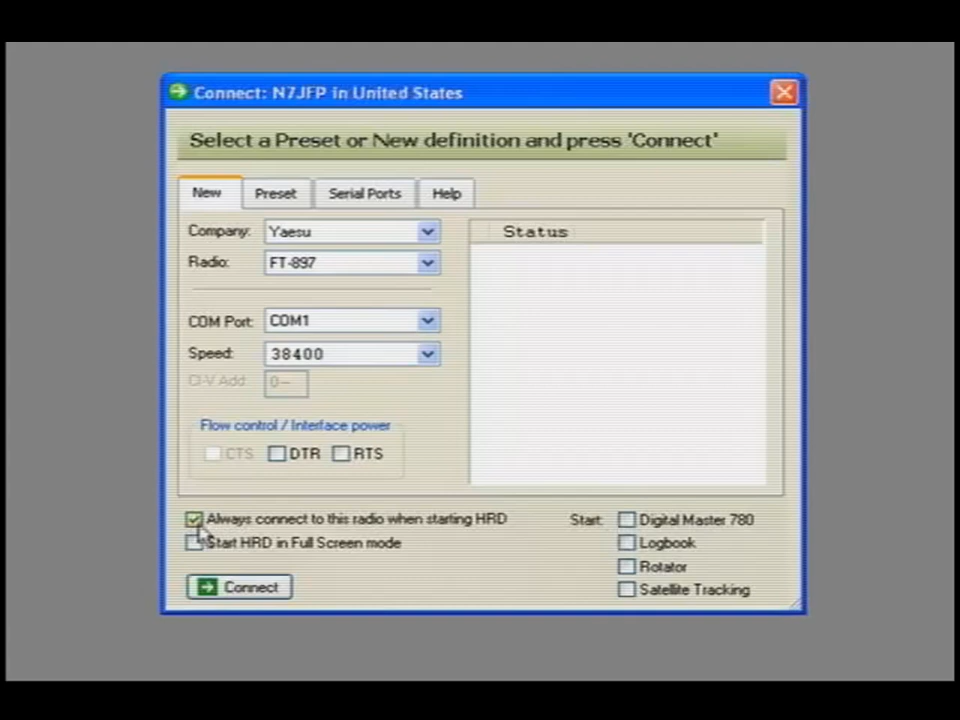 Connect: N7JFP in United States
Select a Preset or New definition and press 'Connect'
New Preset Serial Ports Help
Company: Yaesu
Status
Radio: FT-897
COM Port: COM1
Speed: 38400
CI-V Add: 0--
Flow control / Interface power
CTS DTR RTS
Always connect to this radio when starting HRD
Start HRD in Full Screen mode
Start: Digital Master 780
Logbook
Rotator
Satellite Tracking
Connect